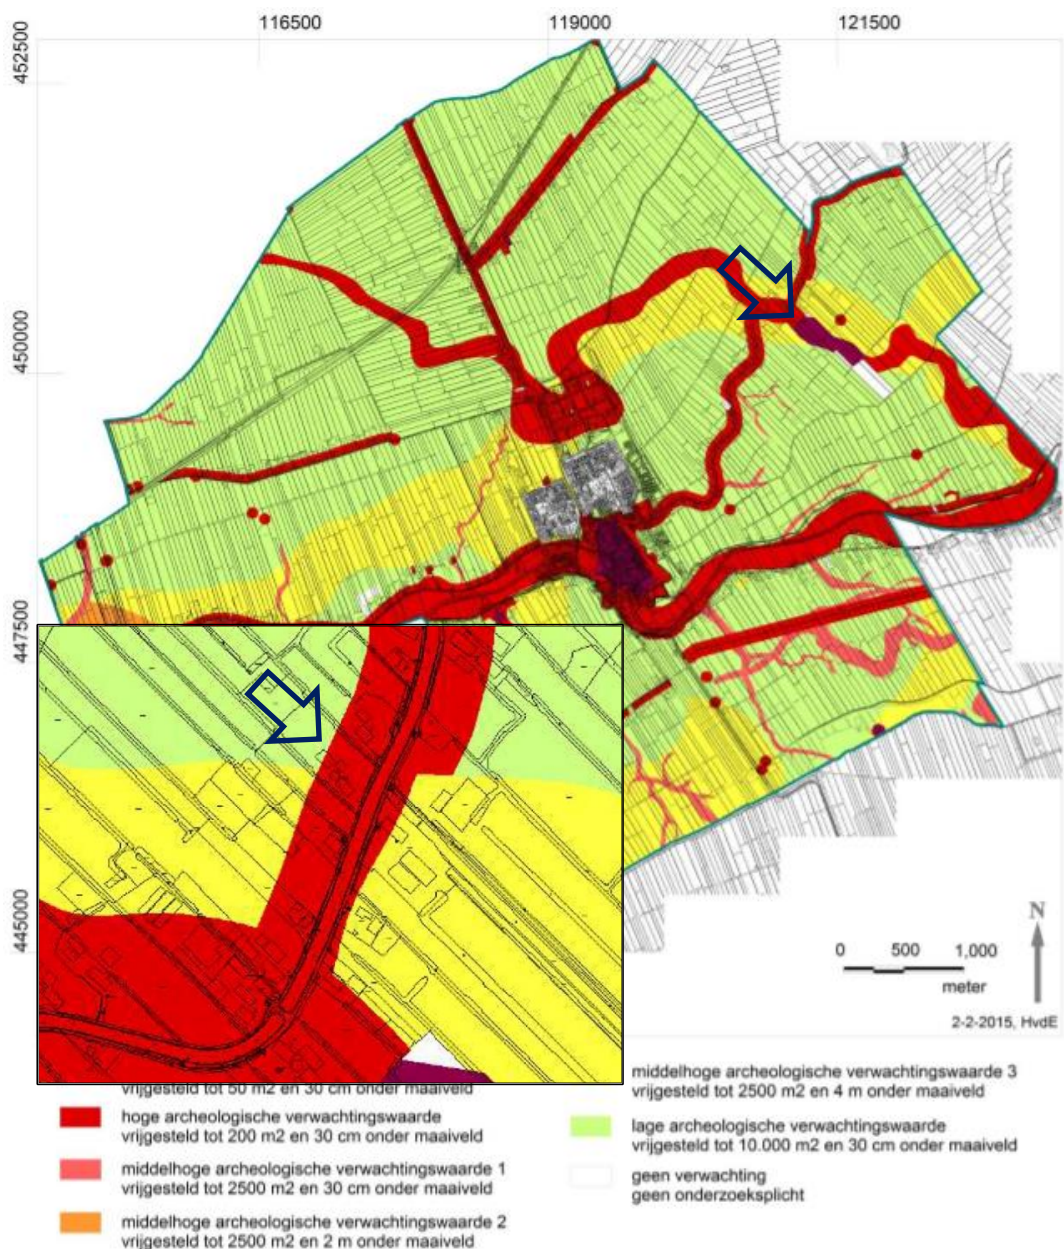 116500
119000
121500
452500
450000
447500
445000
0 500 1,000
meter
N
2-2-2015, HvdE
vrijgesteld tot 50 m2 en 30 cm onder maaiveld
hoge archeologische verwachtingswaarde
vrijgesteld tot 200 m2 en 30 cm onder maaiveld
middelhoge archeologische verwachtingswaarde 1
vrijgesteld tot 2500 m2 en 30 cm onder maaiveld
middelhoge archeologische verwachtingswaarde 2
vrijgesteld tot 2500 m2 en 2 m onder maaiveld
middelhoge archeologische verwachtingswaarde 3
vrijgesteld tot 2500 m2 en 4 m onder maaiveld
lage archeologische verwachtingswaarde
vrijgesteld tot 10.000 m2 en 30 cm onder maaiveld
geen verwachting
geen onderzoeksplicht